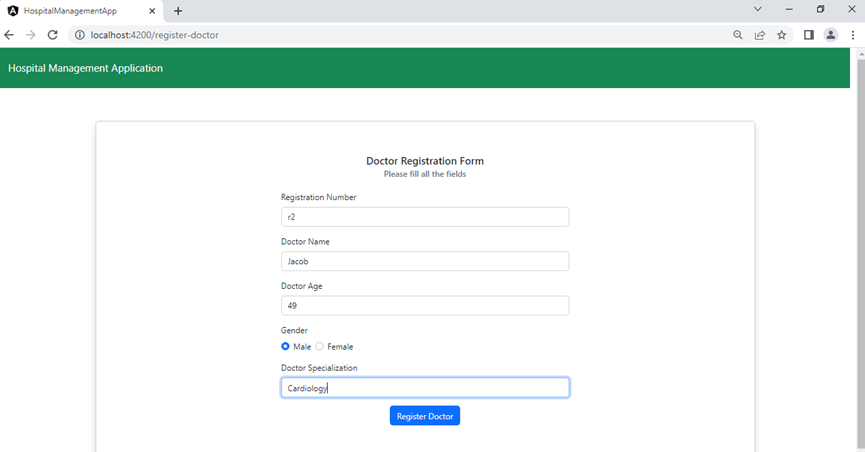 HospitalManagementApp
localhost:4200/register-doctor
Hospital Management Application
Doctor Registration Form
Please fill all the fields
Registration Number
r2
Doctor Name
Jacob
Doctor Age
49
Gender
Male Female
Doctor Specialization
Cardiology
Register Doctor